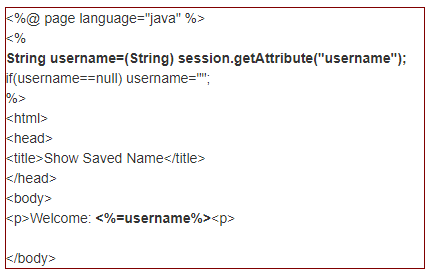 <%@ page language="java" %>
<%
String username=(String) session.getAttribute("username");
if(username==null) username="";
%>
<html>
<head>
<title>Show Saved Name</title>
</head>
<body>
<p>Welcome: <%=username%><p>
</body>